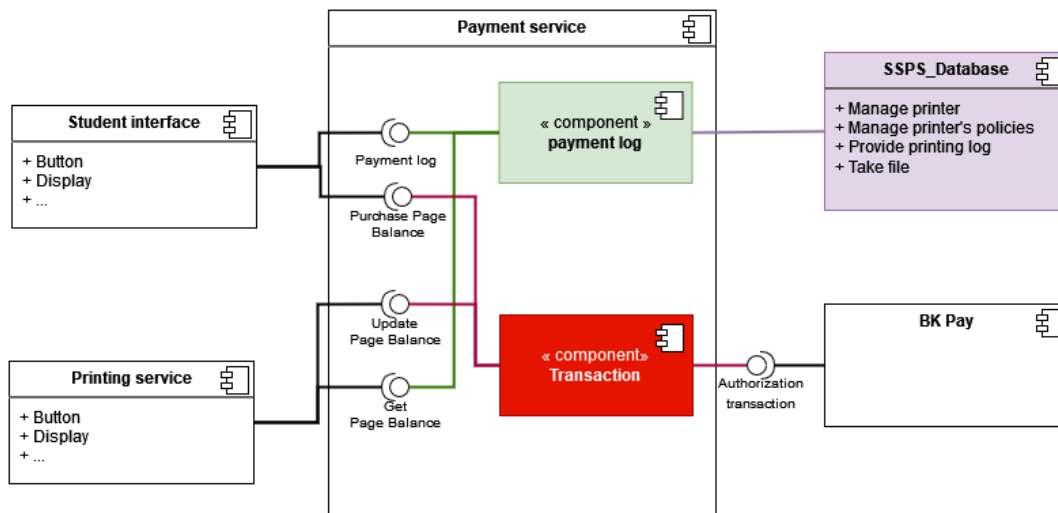 Payment service
Student interface
+ Button
+ Display
+ ...
Payment log
Purchase Page
Balance
« component »
payment log
SSPS_Database
+ Manage printer
+ Manage printer's policies
+ Provide printing log
+ Take file
Printing service
+ Button
+ Display
+ ...
Update
Page Balance
Get
Page Balance
« component»
Transaction
Authorization
transaction
BK Pay